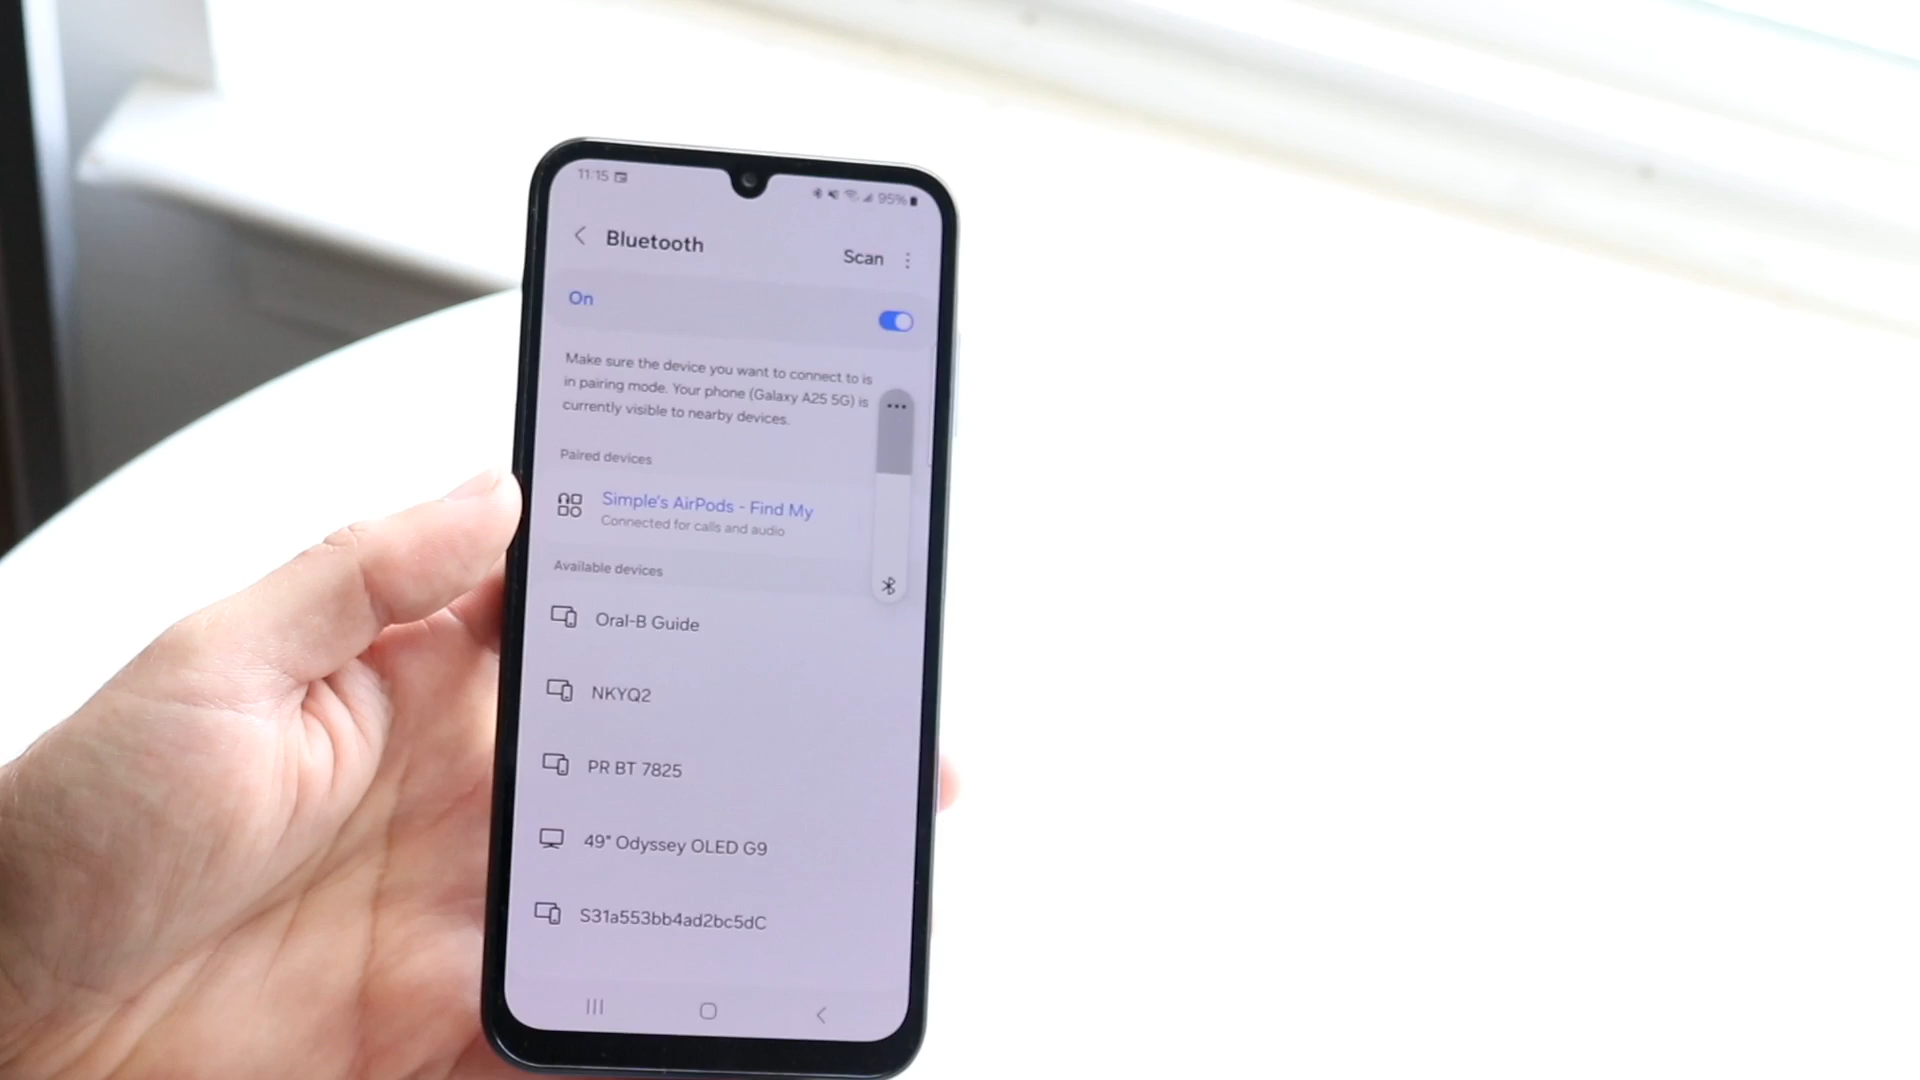 11:15
95%
Bluetooth
Scan
On
Make sure the device you want to connect to is
in pairing mode. Your phone (Galaxy A25 5G) is
currently visible to nearby devices.
Paired devices
Simple's AirPods - Find My
Connected for calls and audio
Available devices
Oral-B Guide
NKYQ2
PR BT 7825
49" Odyssey OLED G9
S31a553bb4ad2bc5dC